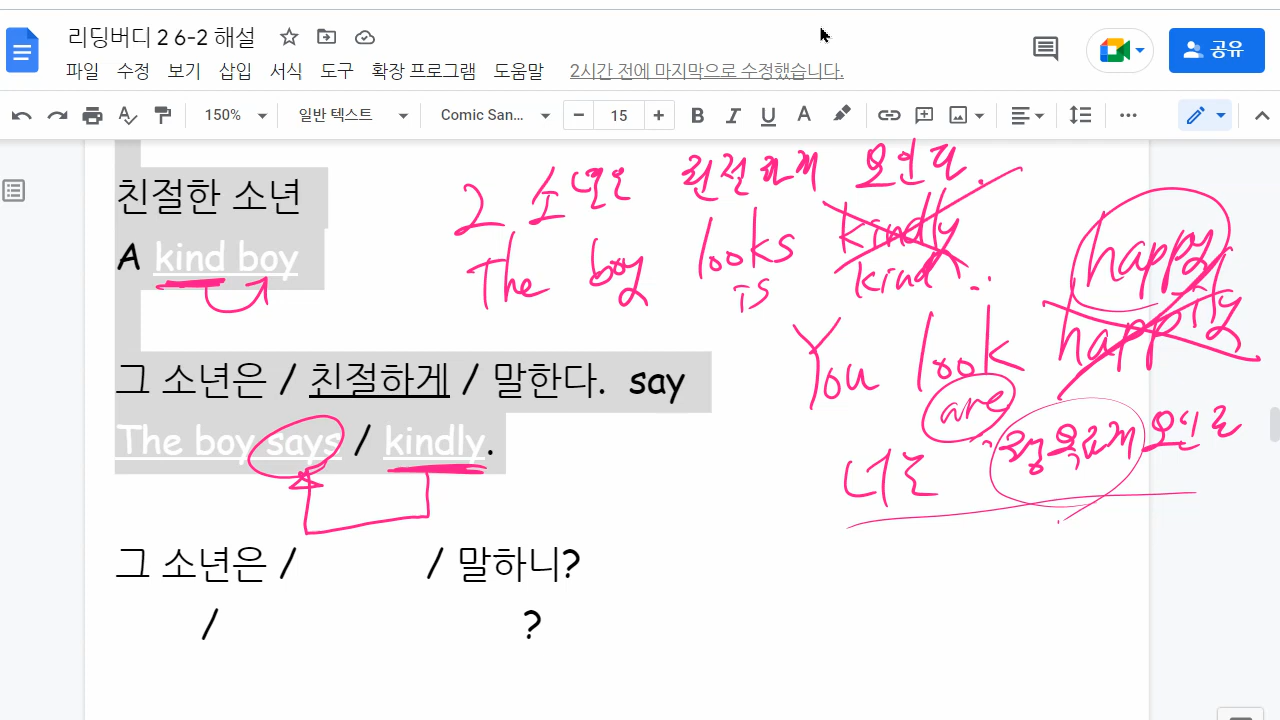 리딩버디 2 6-2 해설
파일 수정 보기 삽입 서식 도구 확장 프로그램 도움말 2시간 전에 마지막으로 수정했습니다.
공유
150% 일반 텍스트 Comic San... 15 B I U A
친절한 소년
A kind boy
그 소년은 / 친절하게 / 말한다. say
The boy says / kindly.
그 소년은 / / 말하니?
/ ?
그 소년은 친절하게 보인다.
The boy looks kindly
is kind
happy
You look happily
are
너는 보인다